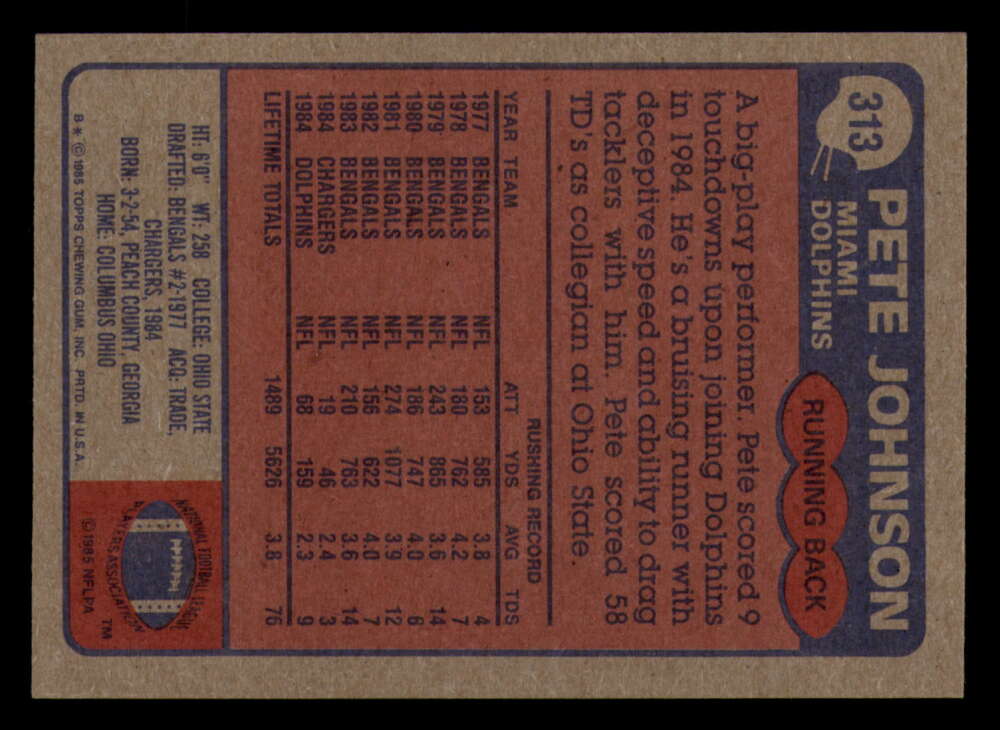 313
PETE JOHNSON
MIAMI
DOLPHINS
RUNNING BACK
A big-play performer, Pete scored 9
touchdowns upon joining Dolphins
in 1984. He's a bruising runner with
deceptive speed and ability to drag
tacklers with him. Pete scored 58
TD's as collegian at Ohio State.
RUSHING RECORD
YEAR TEAM ATT YDS AVG TDS
1977 BENGALS NFL 153 585 3.8 4
1978 BENGALS NFL 180 762 4.2 7
1979 BENGALS NFL 243 865 3.6 14
1980 BENGALS NFL 186 747 4.0 6
1981 BENGALS NFL 274 1077 3.9 12
1982 BENGALS NFL 156 622 4.0 7
1983 BENGALS NFL 210 763 3.6 14
1984 CHARGERS NFL 19 46 2.4 3
1984 DOLPHINS NFL 68 159 2.3 9
LIFETIME TOTALS 1489 5626 3.8 76
HT: 6'0" WT: 258 COLLEGE: OHIO STATE
DRAFTED: BENGALS #2-1977 ACQ: TRADE,
CHARGERS, 1984
BORN: 3-2-54, PEACH COUNTY, GEORGIA
HOME: COLUMBUS OHIO
B* © 1985 TOPPS CHEWING GUM, INC. PRTD. IN U.S.A.
NATIONAL FOOTBALL LEAGUE
PLAYERS ASSOCIATION
TM
© 1985 NFLPA